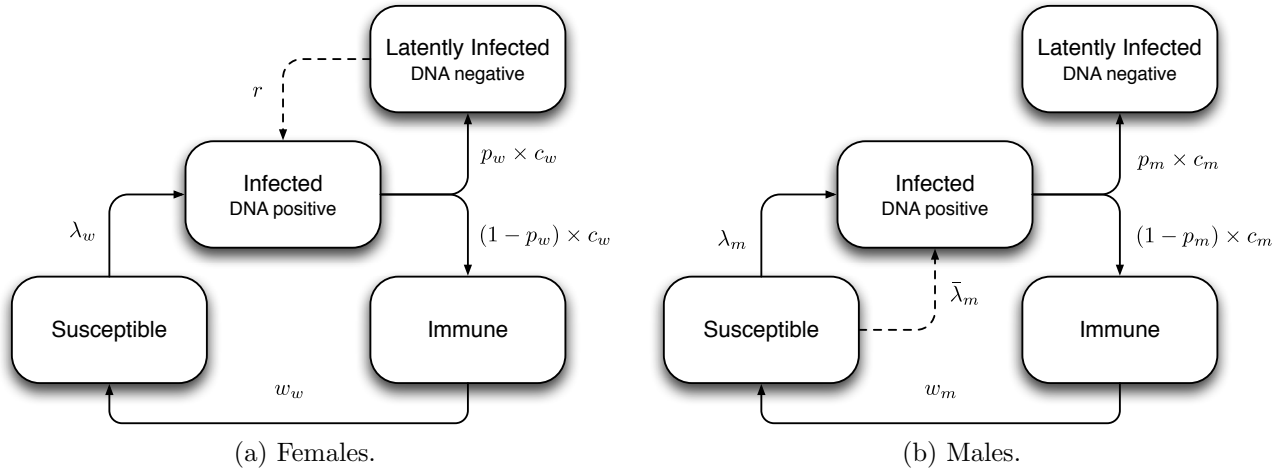 Latently Infected
DNA negative
r
Infected
DNA positive
p_w × c_w
λ_w
(1 − p_w) × c_w
Susceptible
Immune
w_w
(a) Females.
Latently Infected
DNA negative
Infected
DNA positive
p_m × c_m
λ_m
(1 − p_m) × c_m
λ̄_m
Susceptible
Immune
w_m
(b) Males.